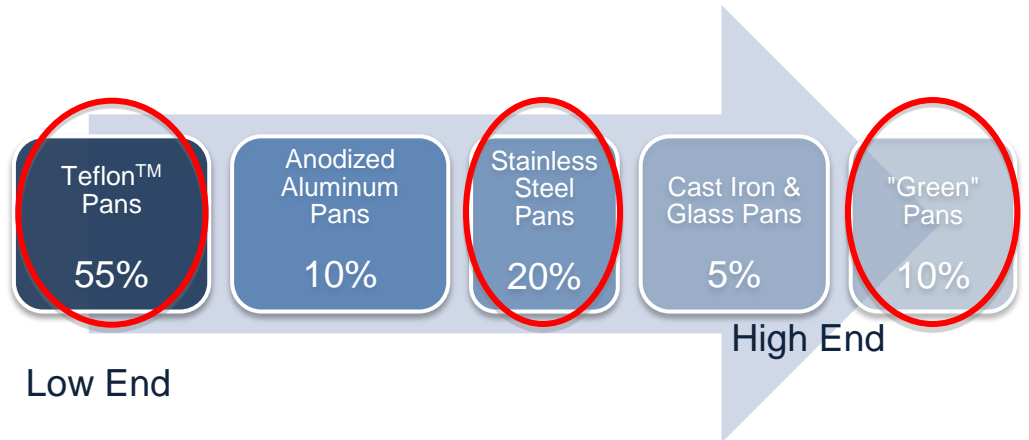 Teflon™
Pans
55%
Anodized
Aluminum
Pans
10%
Stainless
Steel
Pans
20%
Cast Iron &
Glass Pans
5%
"Green"
Pans
10%
High End
Low End